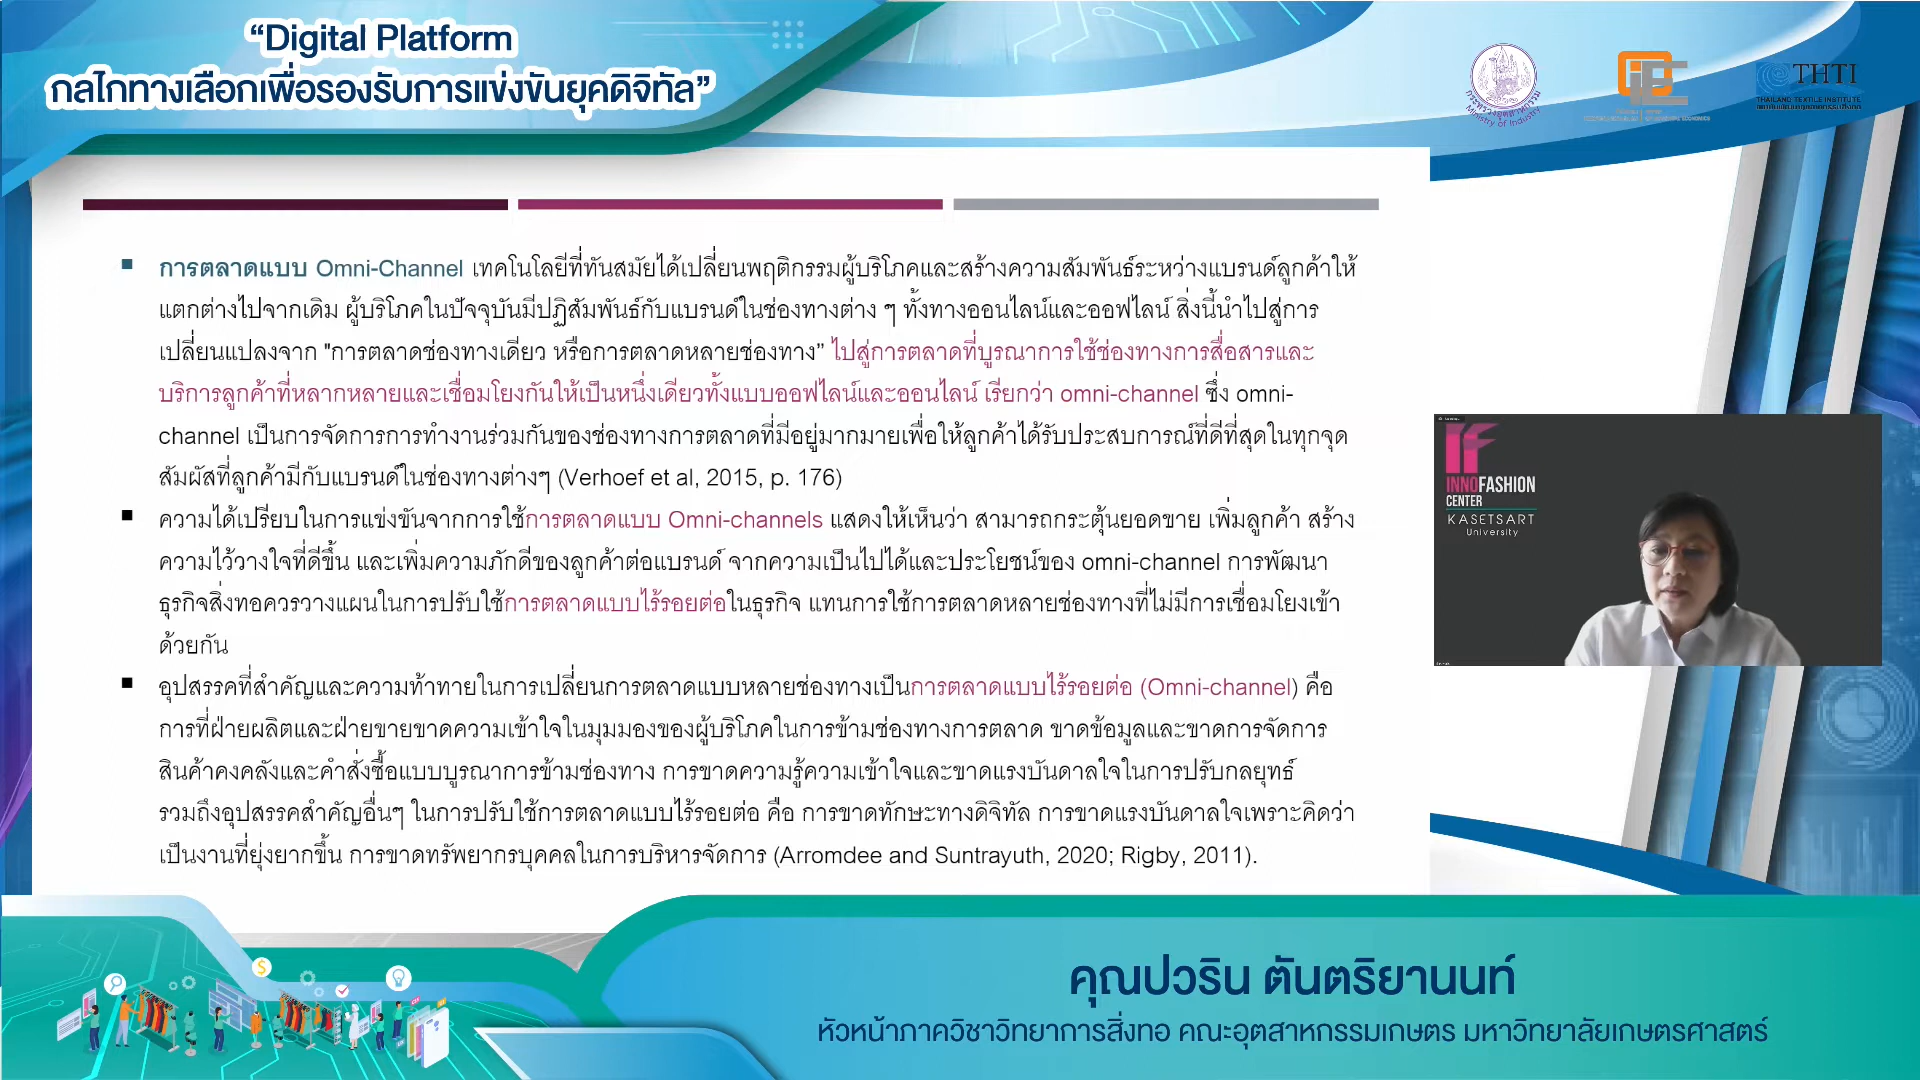 “Digital Platform
กลไกทางเลือกเพื่อรองรับการแข่งขันยุคดิจิทัล”
กระทรวงอุตสาหกรรม
Ministry of Industry
THTI
THAILAND TEXTILE INSTITUTE
การตลาดแบบ Omni-Channel เทคโนโลยีที่ทันสมัยได้เปลี่ยนพฤติกรรมผู้บริโภคและสร้างความสัมพันธ์ระหว่างแบรนด์ลูกค้าให้
แตกต่างไปจากเดิม ผู้บริโภคในปัจจุบันมีปฏิสัมพันธ์กับแบรนด์ในช่องทางต่าง ๆ ทั้งทางออนไลน์และออฟไลน์ สิ่งนี้นำไปสู่การ
เปลี่ยนแปลงจาก "การตลาดช่องทางเดียว หรือการตลาดหลายช่องทาง” ไปสู่การตลาดที่บูรณาการใช้ช่องทางการสื่อสารและ
บริการลูกค้าที่หลากหลายและเชื่อมโยงกันให้เป็นหนึ่งเดียวทั้งแบบออฟไลน์และออนไลน์ เรียกว่า omni-channel ซึ่ง omni-
channel เป็นการจัดการการทำงานร่วมกันของช่องทางการตลาดที่มีอยู่มากมายเพื่อให้ลูกค้าได้รับประสบการณ์ที่ดีที่สุดในทุกจุด
สัมผัสที่ลูกค้ามีกับแบรนด์ในช่องทางต่างๆ (Verhoef et al, 2015, p. 176)
ความได้เปรียบในการแข่งขันจากการใช้การตลาดแบบ Omni-channels แสดงให้เห็นว่า สามารถกระตุ้นยอดขาย เพิ่มลูกค้า สร้าง
ความไว้วางใจที่ดีขึ้น และเพิ่มความภักดีของลูกค้าต่อแบรนด์ จากความเป็นไปได้และประโยชน์ของ omni-channel การพัฒนา
ธุรกิจสิ่งทอควรวางแผนในการปรับใช้การตลาดแบบไร้รอยต่อในธุรกิจ แทนการใช้การตลาดหลายช่องทางที่ไม่มีการเชื่อมโยงเข้า
ด้วยกัน
อุปสรรคที่สำคัญและความท้าทายในการเปลี่ยนการตลาดแบบหลายช่องทางเป็นการตลาดแบบไร้รอยต่อ (Omni-channel) คือ
การที่ฝ่ายผลิตและฝ่ายขายขาดความเข้าใจในมุมมองของผู้บริโภคในการข้ามช่องทางการตลาด ขาดข้อมูลและขาดการจัดการ
สินค้าคงคลังและคำสั่งซื้อแบบบูรณาการข้ามช่องทาง การขาดความรู้ความเข้าใจและขาดแรงบันดาลใจในการปรับกลยุทธ์
รวมถึงอุปสรรคสำคัญอื่นๆ ในการปรับใช้การตลาดแบบไร้รอยต่อ คือ การขาดทักษะทางดิจิทัล การขาดแรงบันดาลใจเพราะคิดว่า
เป็นงานที่ยุ่งยากขึ้น การขาดทรัพยากรบุคคลในการบริหารจัดการ (Arromdee and Suntrayuth, 2020; Rigby, 2011).
IF
INNOFASHION
CENTER
KASETSART
University
คุณปวริน ตันตริยานนท์
หัวหน้าภาควิชาวิทยาการสิ่งทอ คณะอุตสาหกรรมเกษตร มหาวิทยาลัยเกษตรศาสตร์